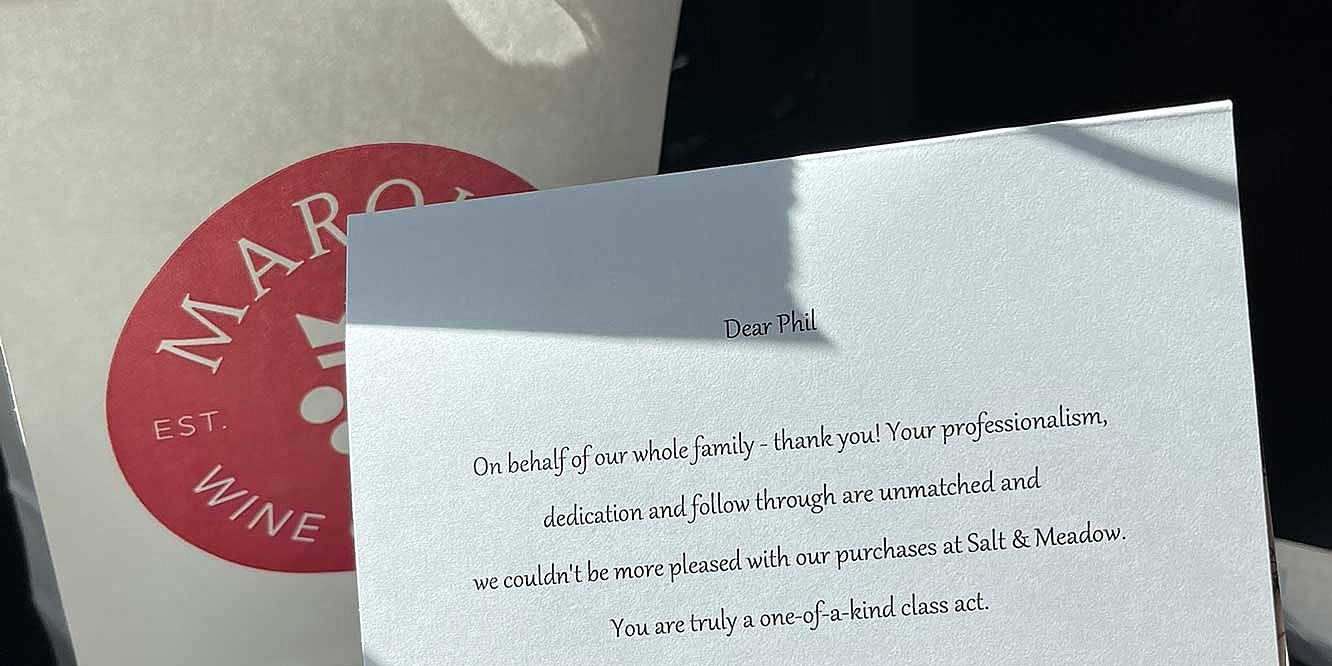 EST.
WINE
Dear Phil
On behalf of our whole family - thank you! Your professionalism,
dedication and follow through are unmatched and
we couldn't be more pleased with our purchases at Salt & Meadow.
You are truly a one-of-a-kind class act.